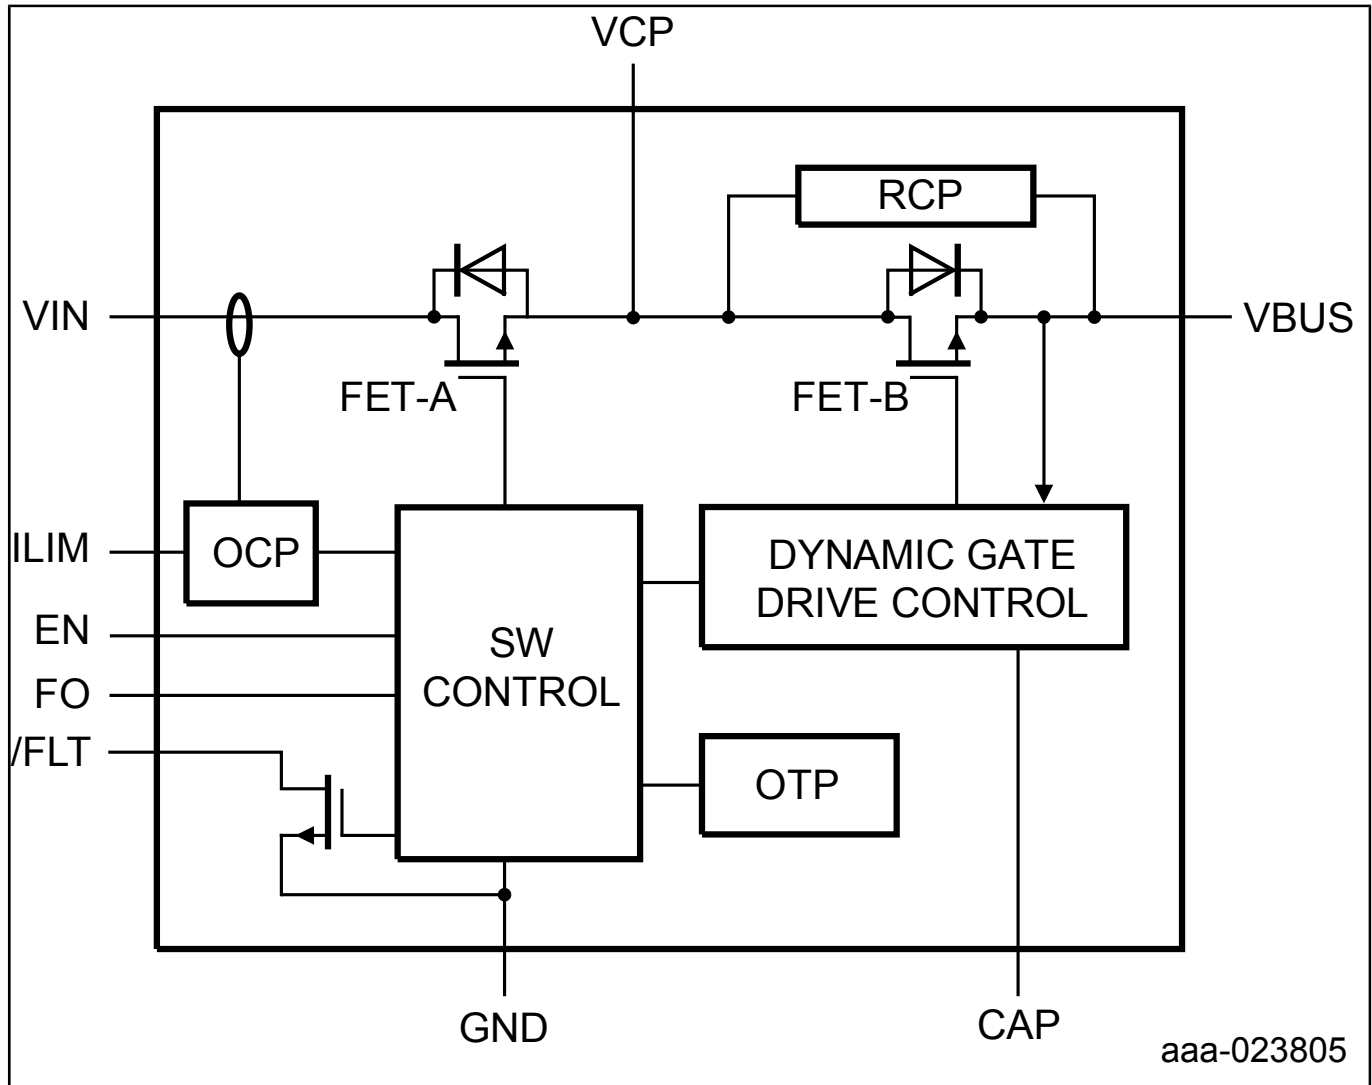 VCP
RCP
VIN
VBUS
FET-A
FET-B
ILIM
OCP
DYNAMIC GATE
DRIVE CONTROL
EN
SW
CONTROL
FO
/FLT
OTP
GND
CAP
aaa-023805